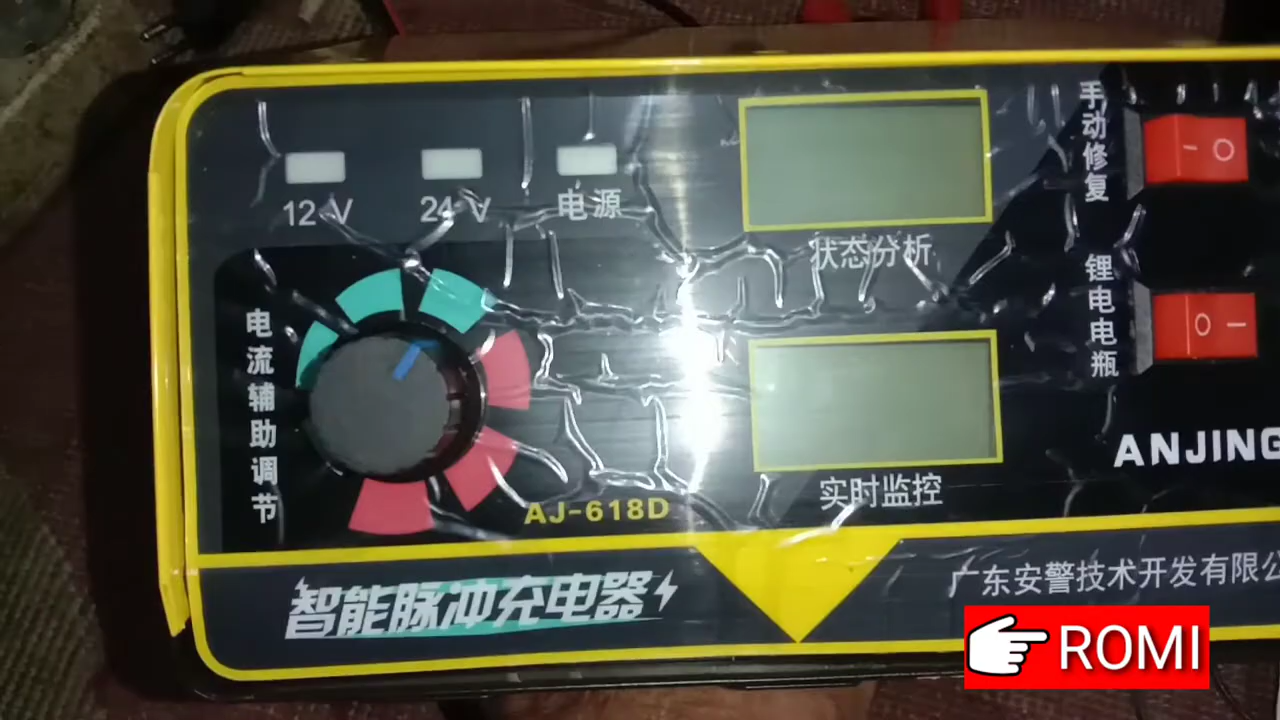 12 V
24 V
电源
状态分析
手动修复
锂电电瓶
电流辅助调节
实时监控
AJ-618D
ANJING
智能脉冲充电器
广东安警技术开发有限公
ROMI